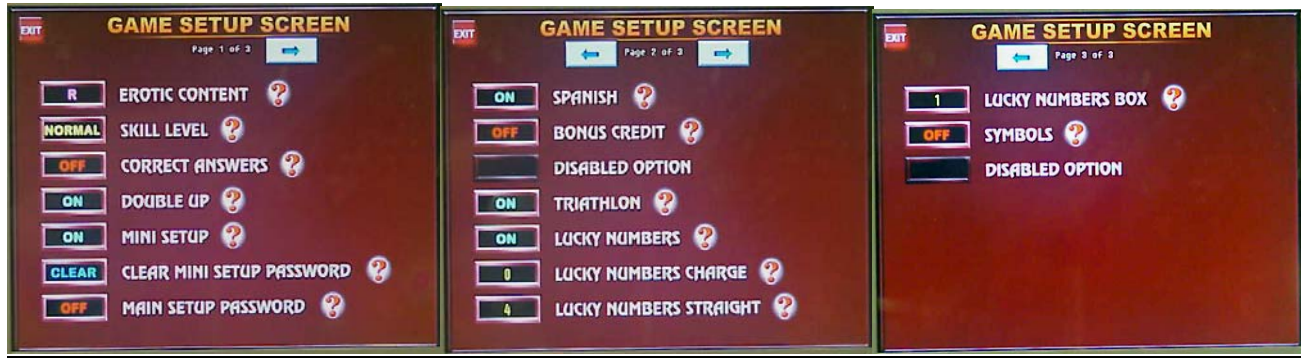 EXIT
GAME SETUP SCREEN
Page 1 of 3
R EROTIC CONTENT ?
NORMAL SKILL LEVEL ?
OFF CORRECT ANSWERS ?
ON DOUBLE UP ?
ON MINI SETUP ?
CLEAR CLEAR MINI SETUP PASSWORD ?
OFF MAIN SETUP PASSWORD ?
EXIT
GAME SETUP SCREEN
Page 2 of 3
ON SPANISH ?
OFF BONUS CREDIT ?
DISABLED OPTION
ON TRIATHLON ?
ON LUCKY NUMBERS ?
0 LUCKY NUMBERS CHARGE ?
4 LUCKY NUMBERS STRAIGHT ?
EXIT
GAME SETUP SCREEN
Page 3 of 3
1 LUCKY NUMBERS BOX ?
OFF SYMBOLS ?
DISABLED OPTION